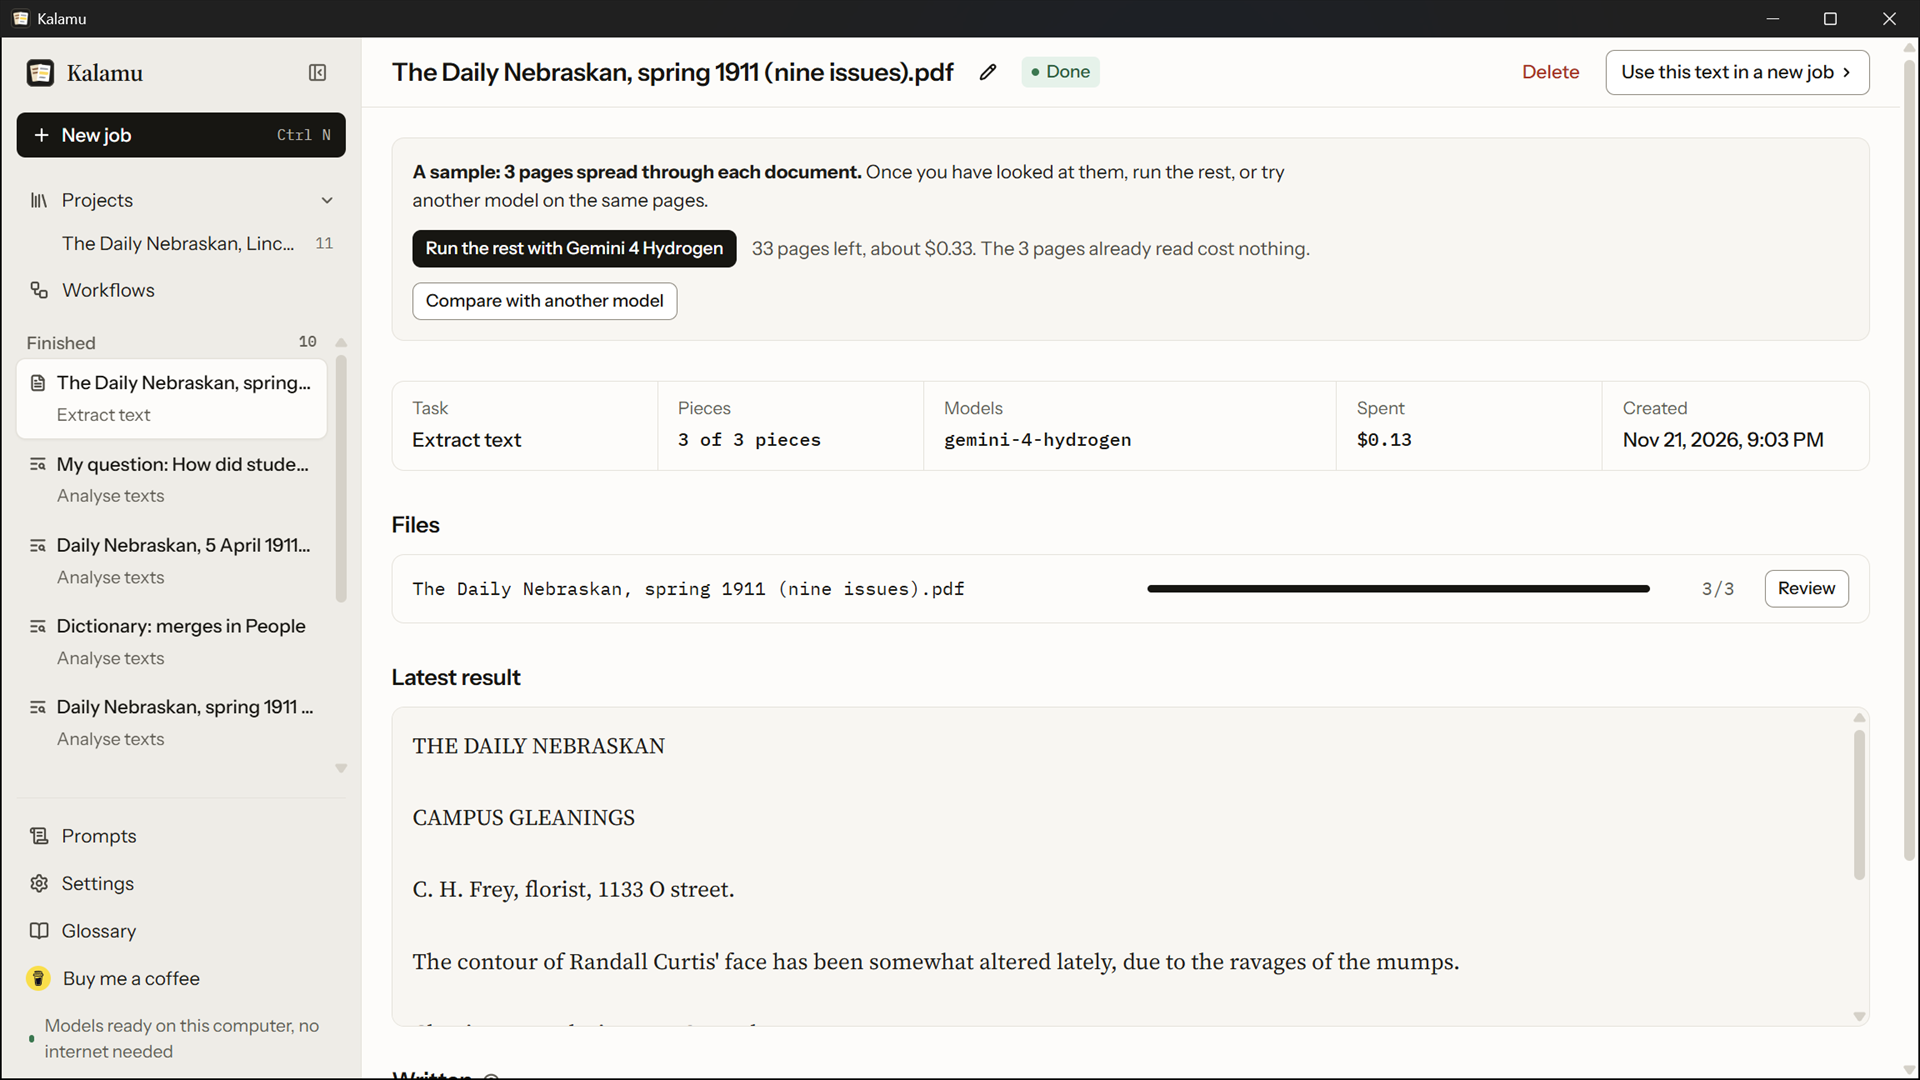 Kalamu
Kalamu
New job Ctrl N
Projects
The Daily Nebraskan, Linc... 11
Workflows
Finished 10
The Daily Nebraskan, spring...
Extract text
My question: How did stude...
Analyse texts
Daily Nebraskan, 5 April 1911...
Analyse texts
Dictionary: merges in People
Analyse texts
Daily Nebraskan, spring 1911 ...
Analyse texts
Prompts
Settings
Glossary
Buy me a coffee
Models ready on this computer, no
internet needed
The Daily Nebraskan, spring 1911 (nine issues).pdf
Done
Delete
Use this text in a new job
A sample: 3 pages spread through each document. Once you have looked at them, run the rest, or try
another model on the same pages.
Run the rest with Gemini 4 Hydrogen 33 pages left, about $0.33. The 3 pages already read cost nothing.
Compare with another model
Task Pieces Models Spent Created
Extract text 3 of 3 pieces gemini-4-hydrogen $0.13 Nov 21, 2026, 9:03 PM
Files
The Daily Nebraskan, spring 1911 (nine issues).pdf 3/3 Review
Latest result
THE DAILY NEBRASKAN
CAMPUS GLEANINGS
C. H. Frey, florist, 1133 O street.
The contour of Randall Curtis' face has been somewhat altered lately, due to the ravages of the mumps.
Written